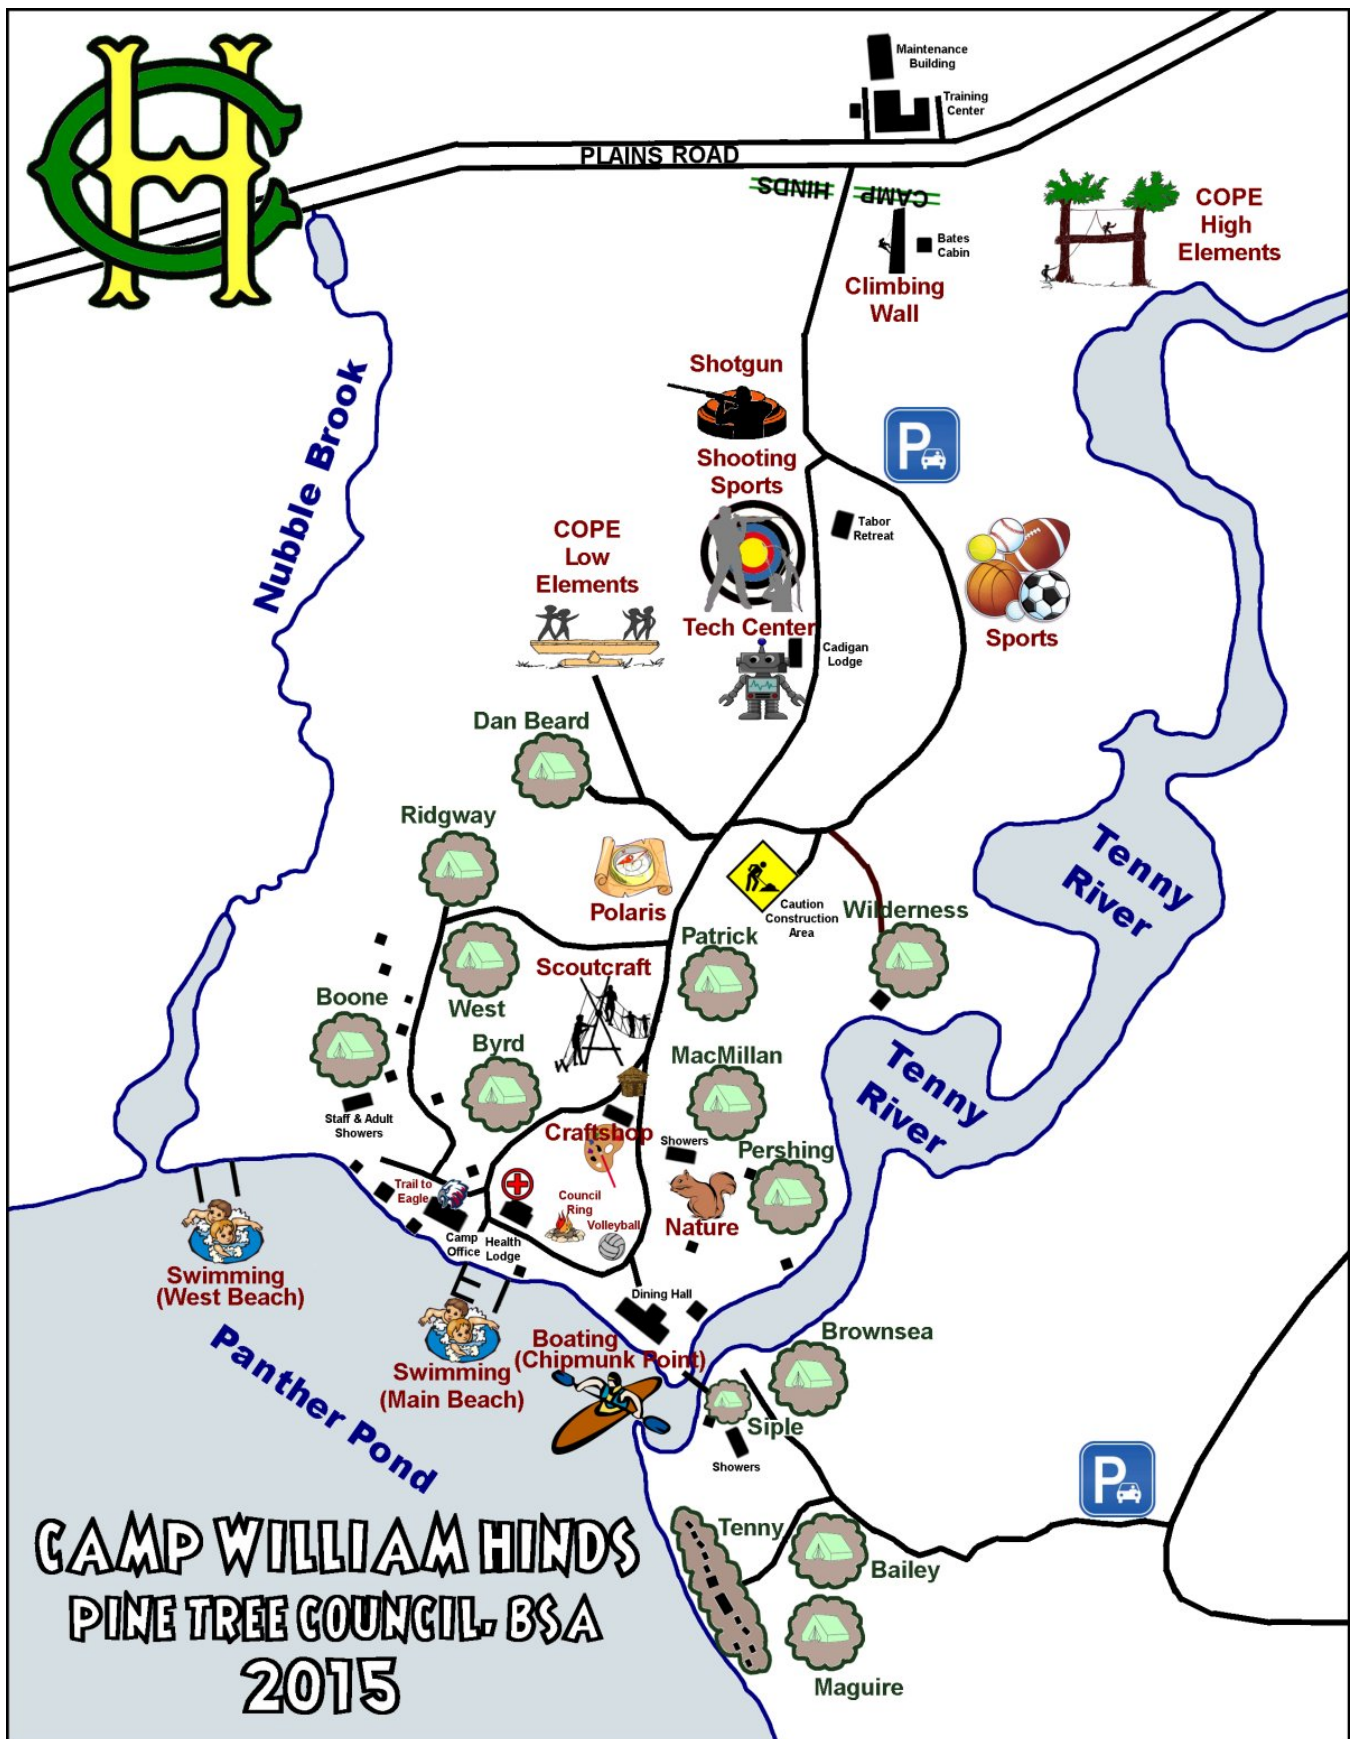 CH
Maintenance
Building
Training
Center
PLAINS ROAD
CAMP HINDS
Bates
Cabin
Climbing
Wall
COPE
High
Elements
Shotgun
P
Shooting
Sports
Nubble Brook
Tabor
Retreat
COPE
Low
Elements
Tech Center
Sports
Cadigan
Lodge
Dan Beard
Ridgway
Tenny
River
Polaris
Caution
Construction
Area
Wilderness
Patrick
Scoutcraft
Boone
West
Byrd
MacMillan
Tenny
River
Staff & Adult
Showers
Craftshop
Showers
Pershing
Trail to
Eagle
Council
Ring
Volleyball
Nature
Camp
Office
Health
Lodge
Swimming
(West Beach)
Dining Hall
Panther Pond
Swimming
(Main Beach)
Boating
(Chipmunk Point)
Brownsea
Siple
Showers
P
CAMP WILLIAM HINDS
PINE TREE COUNCIL, BSA
2015
Tenny
Bailey
Maguire